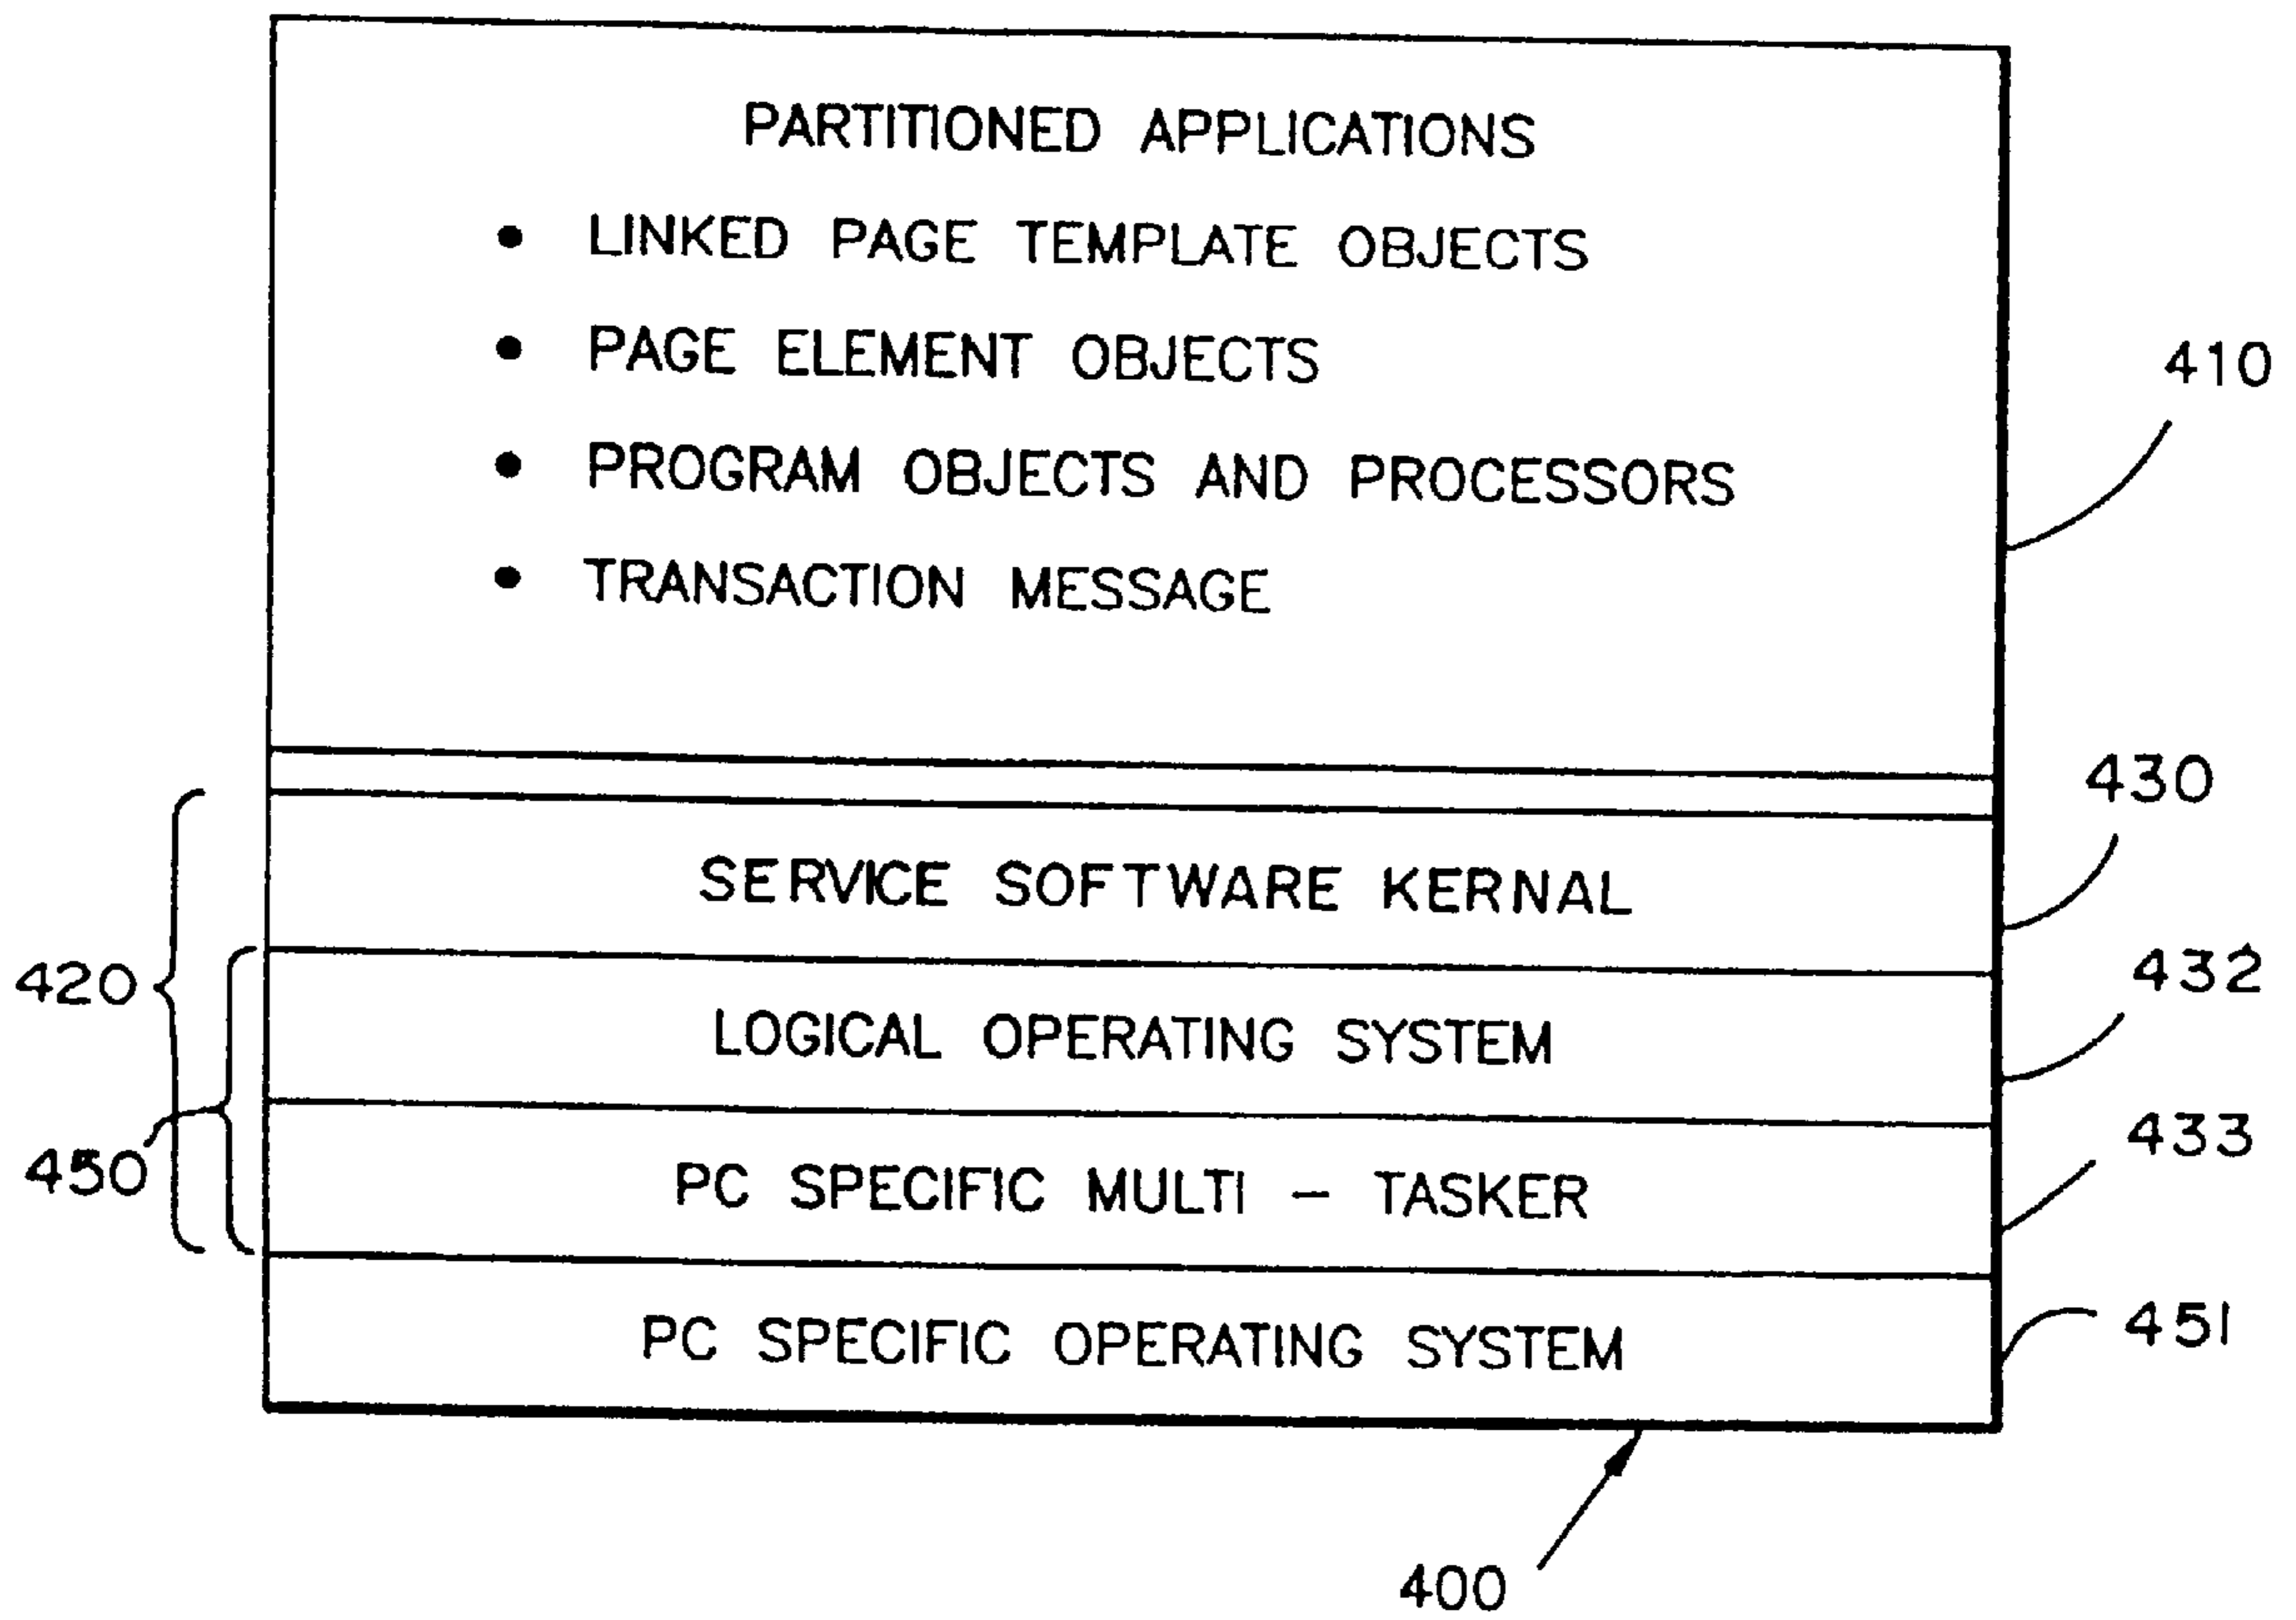 PARTITIONED APPLICATIONS
• LINKED PAGE TEMPLATE OBJECTS
• PAGE ELEMENT OBJECTS
• PROGRAM OBJECTS AND PROCESSORS
• TRANSACTION MESSAGE
410
430
SERVICE SOFTWARE KERNAL
420
432
LOGICAL OPERATING SYSTEM
433
450
PC SPECIFIC MULTI - TASKER
451
PC SPECIFIC OPERATING SYSTEM
400